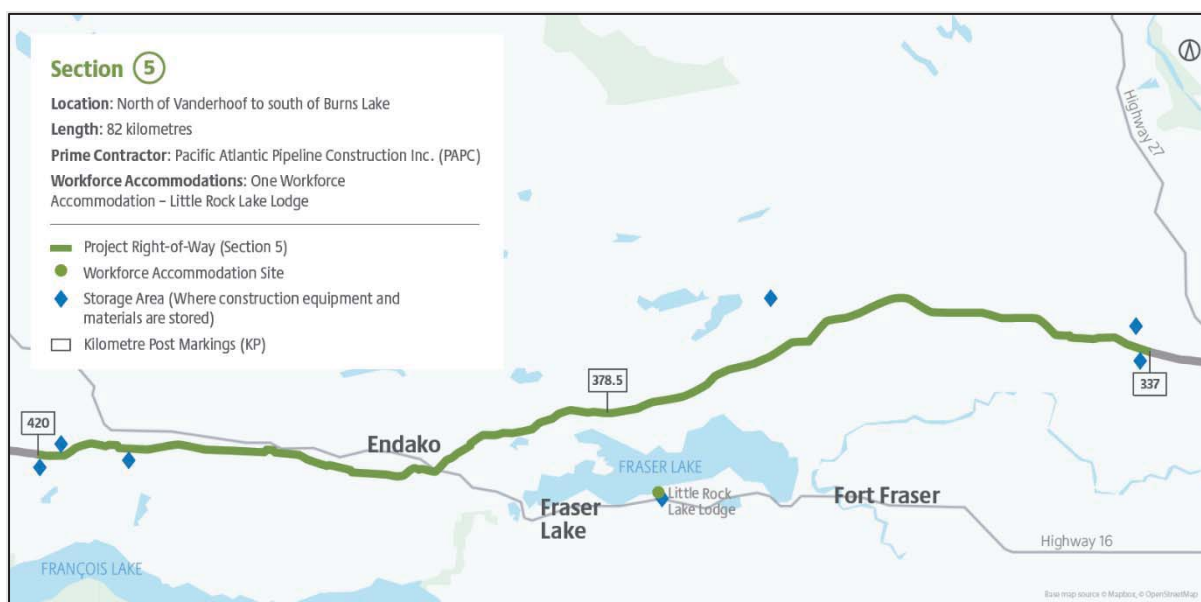 Section 5
Location: North of Vanderhoof to south of Burns Lake
Length: 82 kilometres
Prime Contractor: Pacific Atlantic Pipeline Construction Inc. (PAPC)
Workforce Accommodations: One Workforce
Accommodation – Little Rock Lake Lodge
Project Right-of-Way (Section 5)
Workforce Accommodation Site
Storage Area (Where construction equipment and
materials are stored)
Kilometre Post Markings (KP)
Highway 27
378.5
337
420
Endako
FRASER LAKE
Little Rock
Lake Lodge
Fort Fraser
Fraser
Lake
Highway 16
FRANÇOIS LAKE
Base map source © Mapbox, © OpenStreetMap